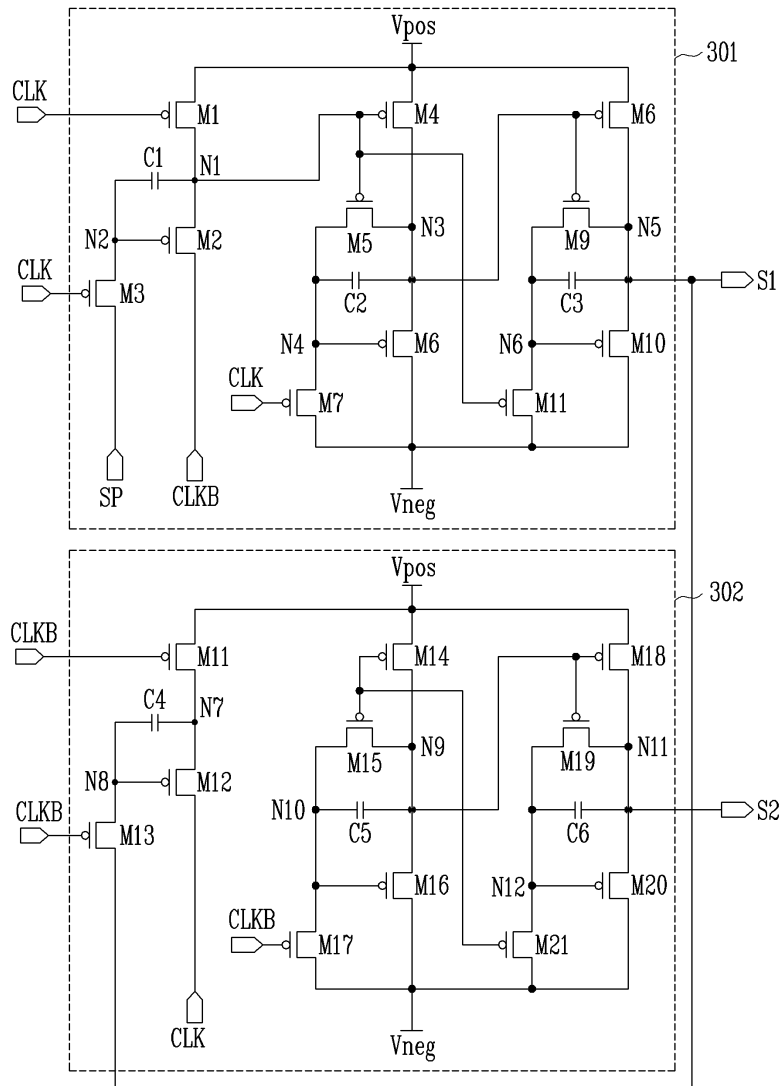 Vpos
301
CLK
M1
M4
M6
C1
N1
N2
M2
M5
N3
M9
N5
CLK
M3
C2
C3
S1
N4
M6
N6
M10
CLK
M7
M11
SP
CLKB
Vneg
Vpos
302
CLKB
M11
M14
M18
C4
N7
N8
M12
M15
N9
M19
N11
CLKB
M13
N10
C5
C6
S2
M16
N12
M20
CLKB
M17
M21
CLK
Vneg